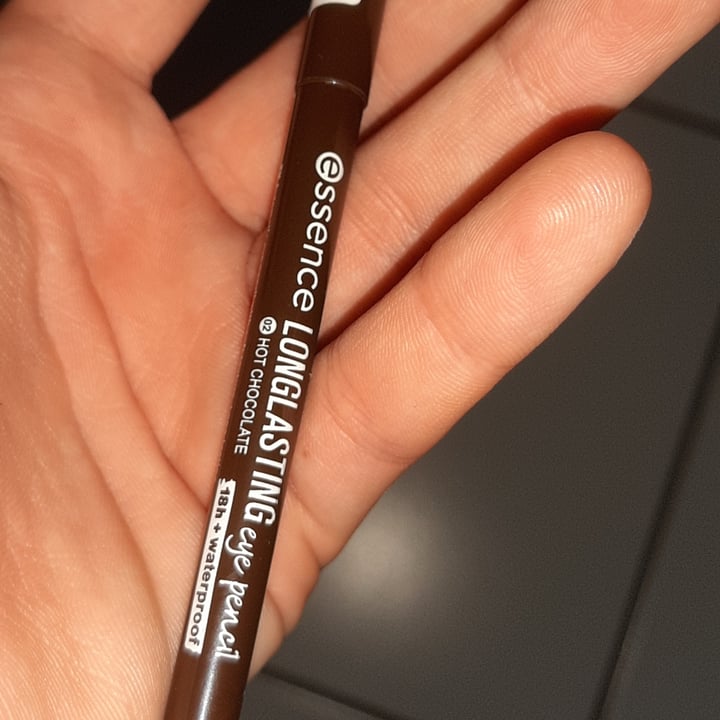 essence LONGLASTING eye pencil
02 HOT CHOCOLATE
18h + waterproof